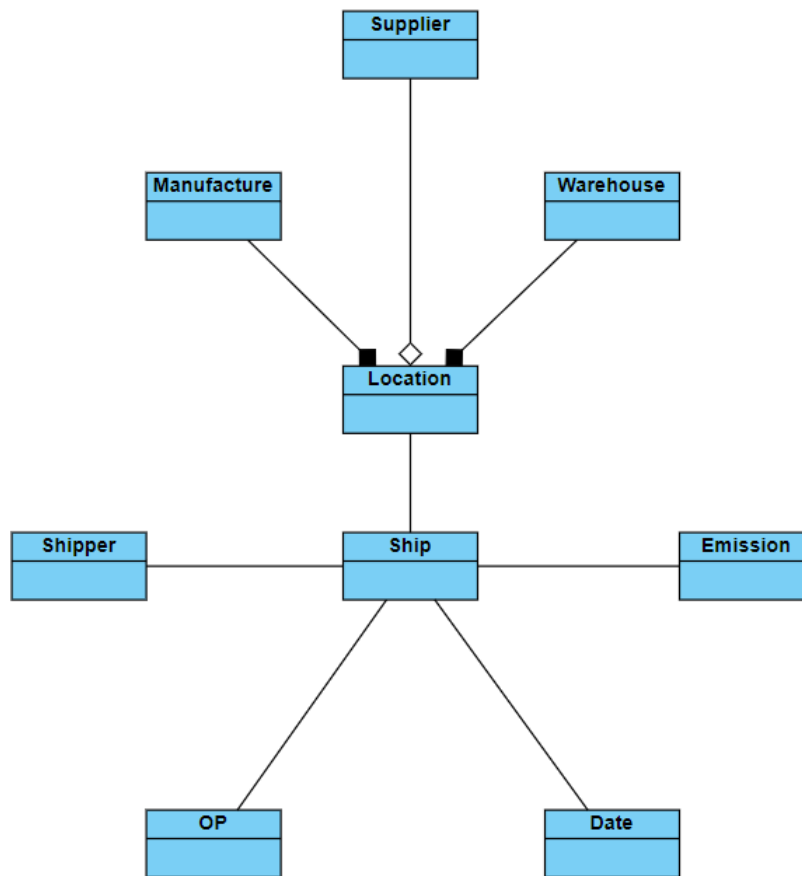 Supplier
Manufacture
Warehouse
Location
Shipper
Ship
Emission
OP
Date